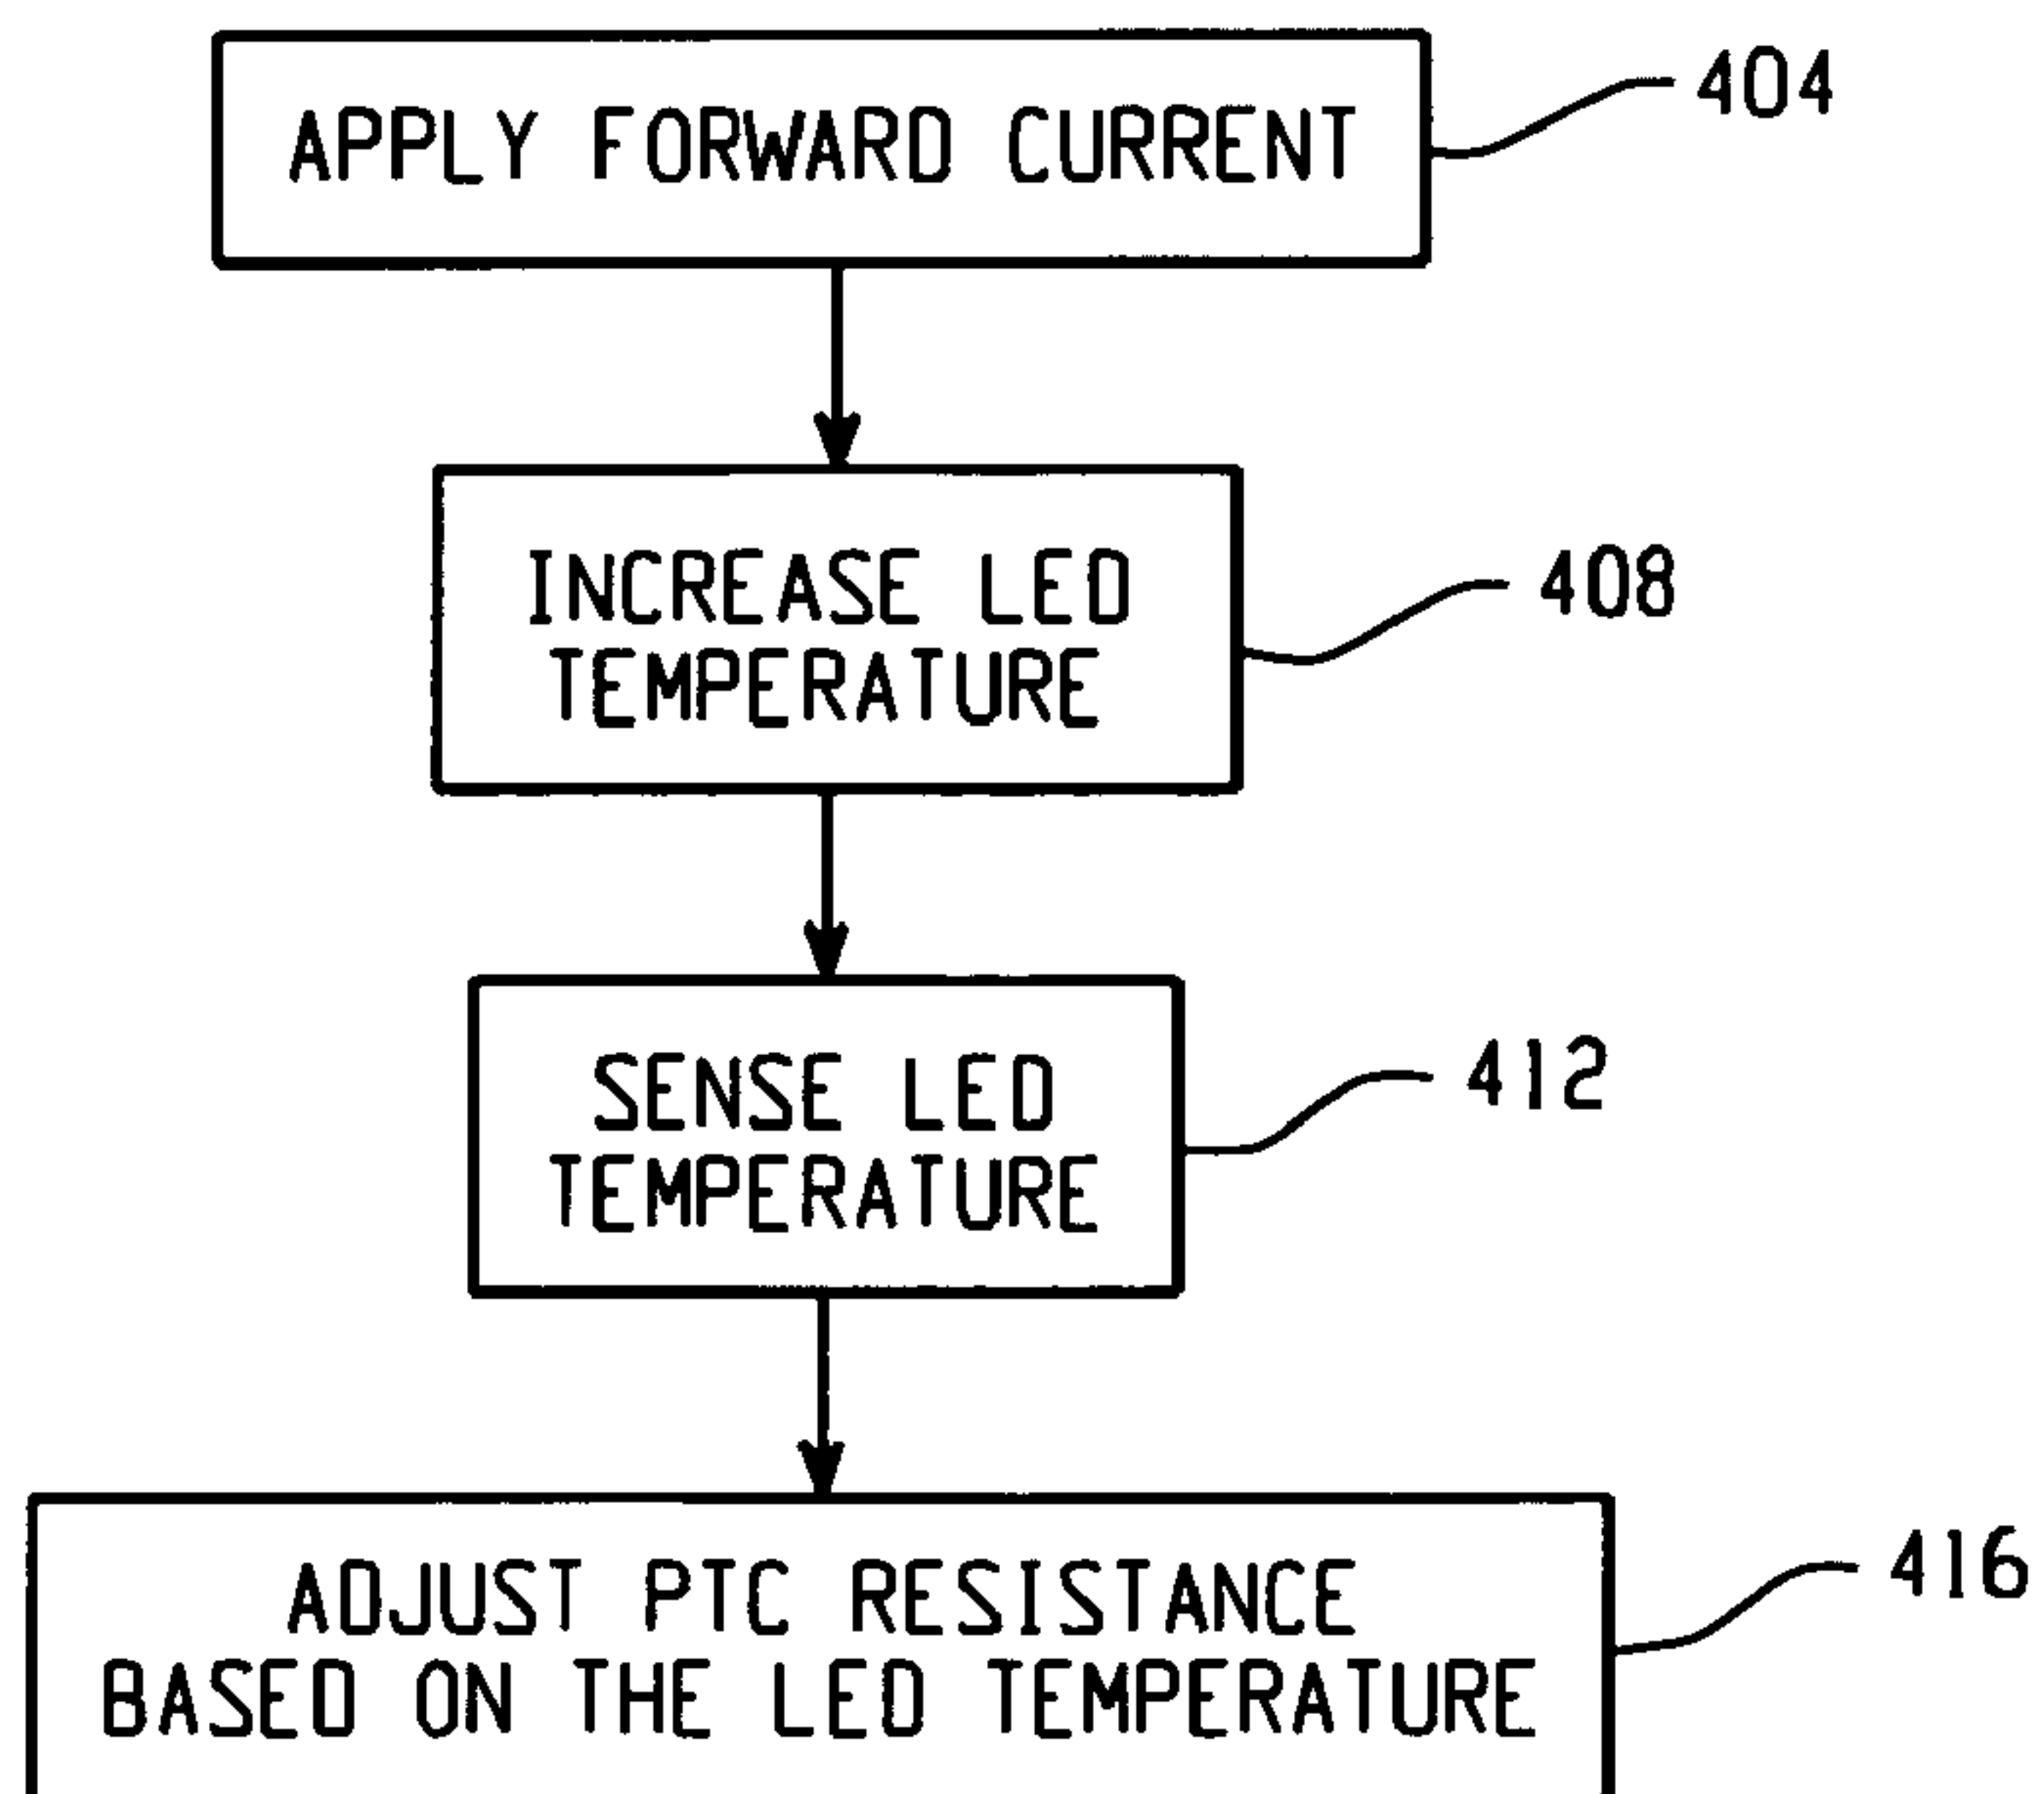 APPLY FORWARD CURRENT
404
INCREASE LED
TEMPERATURE
408
SENSE LED
TEMPERATURE
412
ADJUST PTC RESISTANCE
BASED ON THE LED TEMPERATURE
416